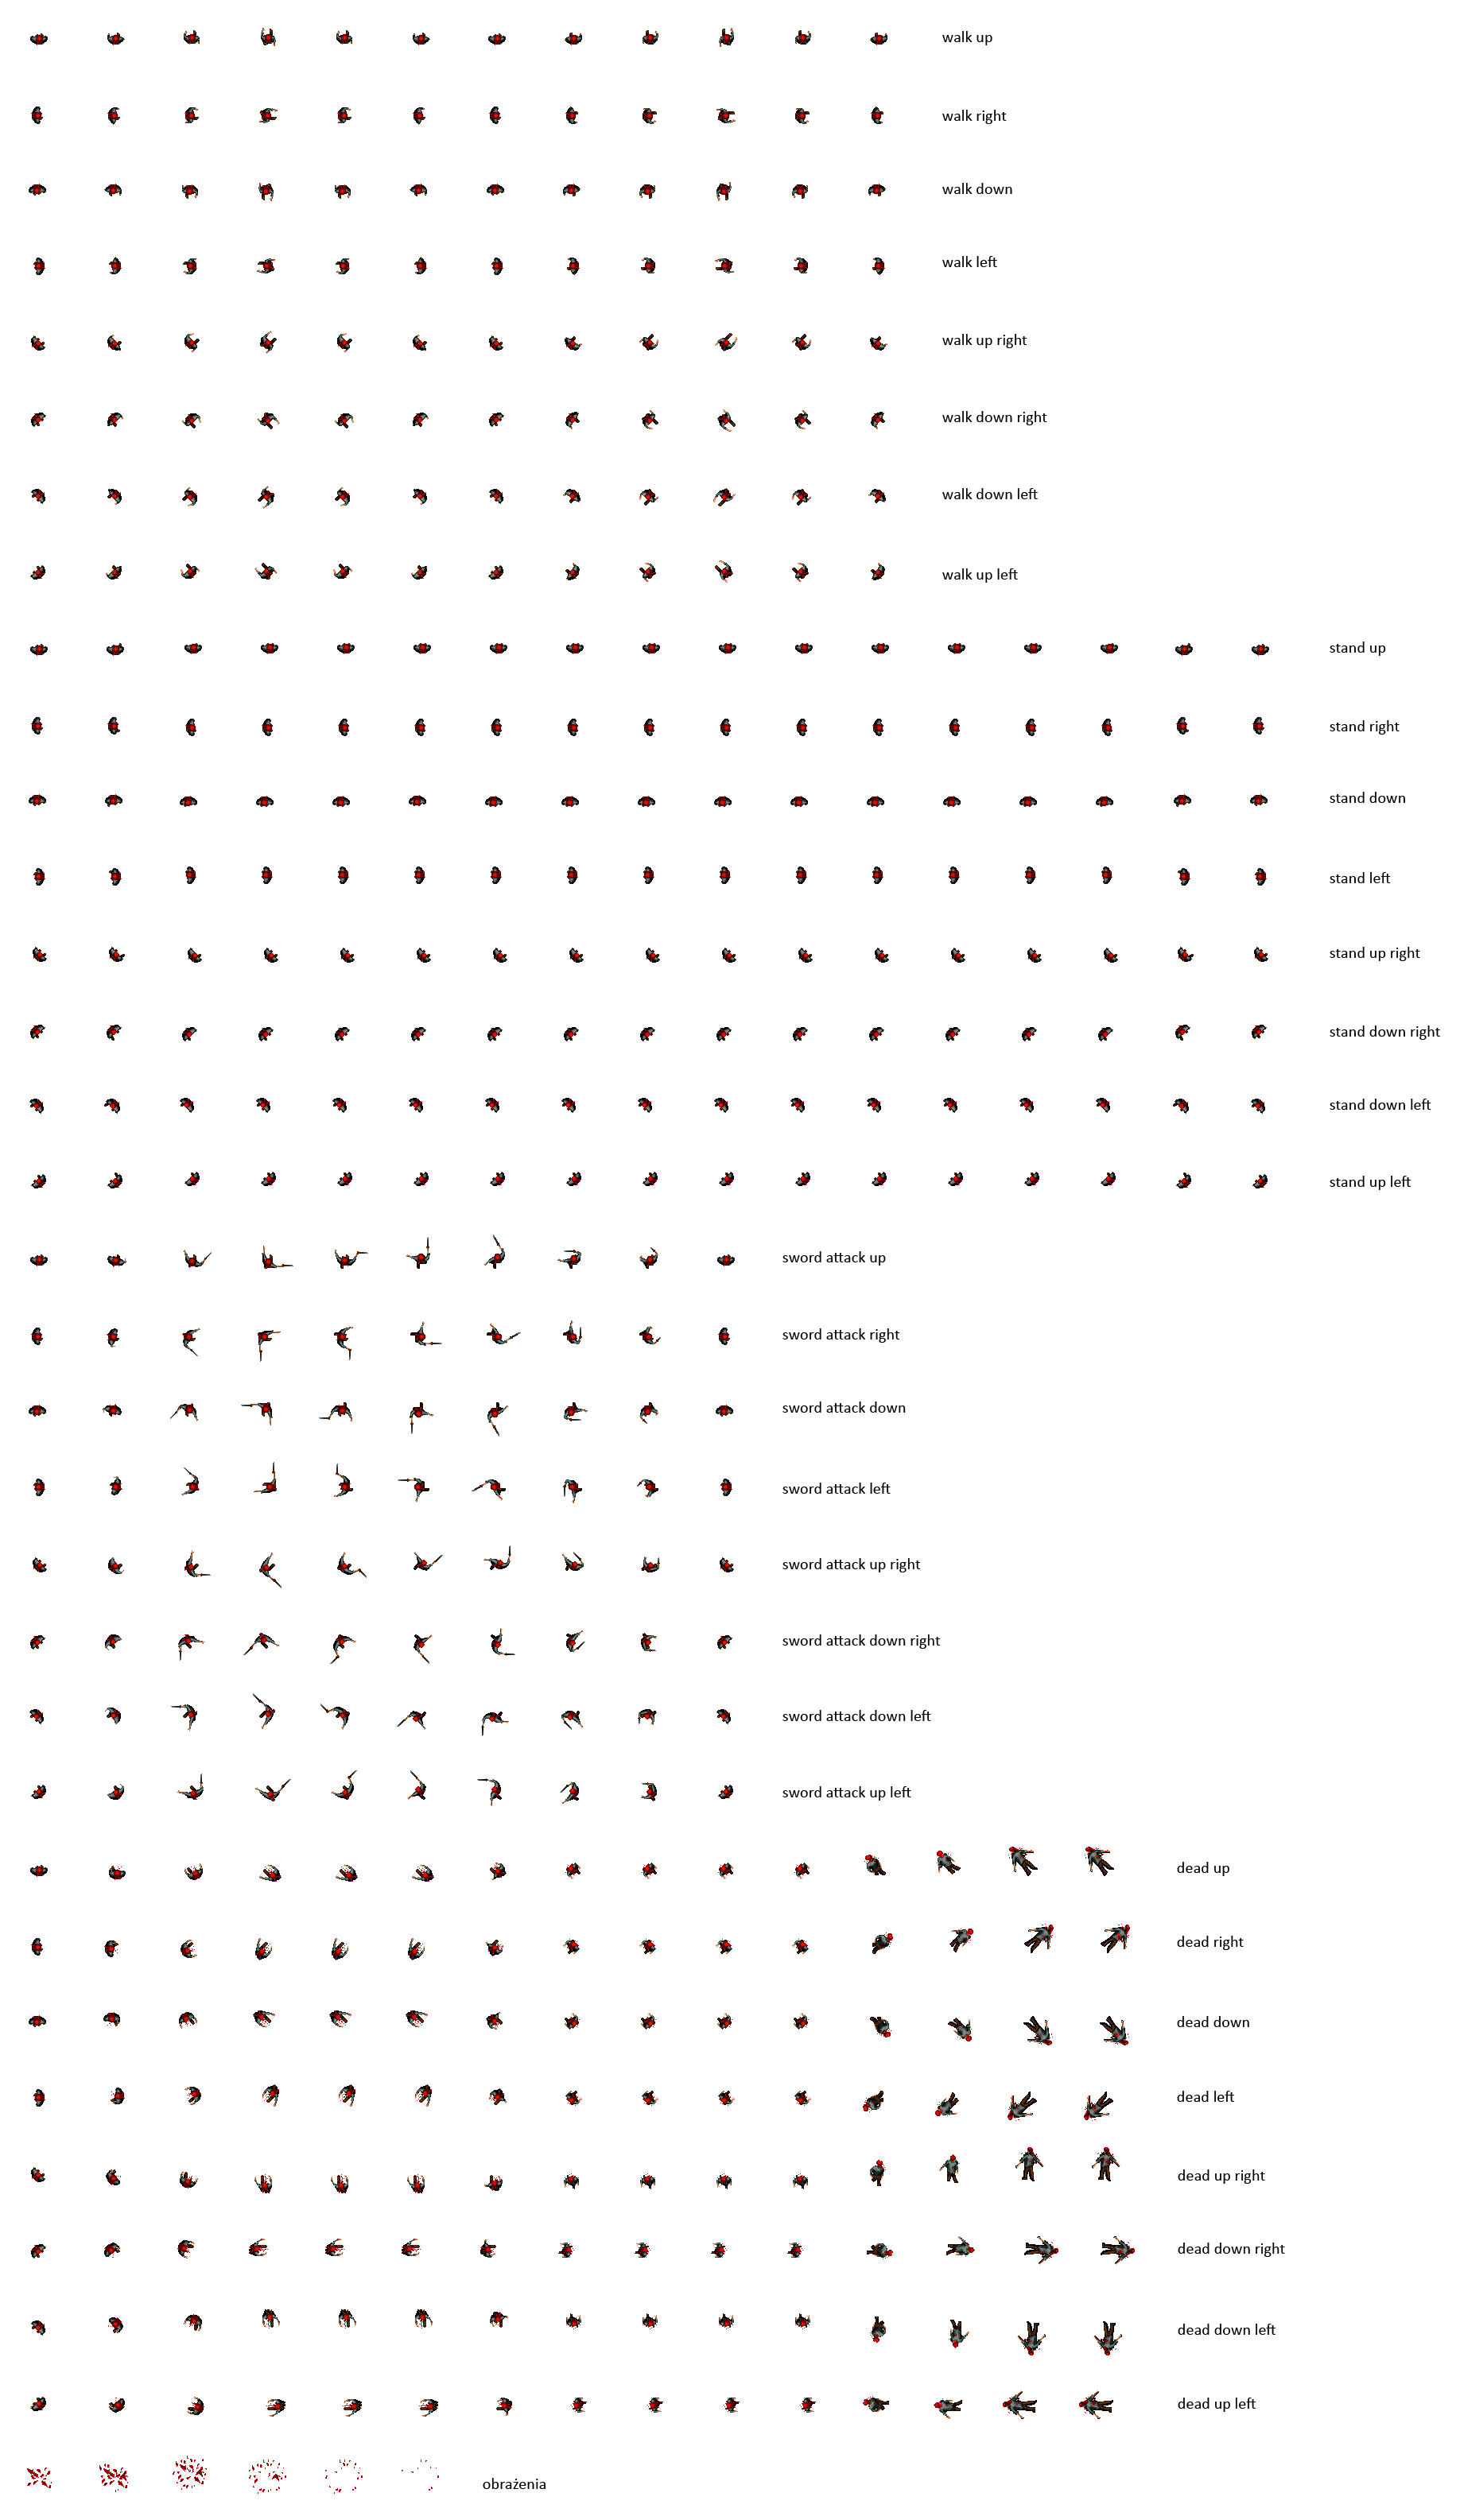 walk up
walk right
walk down
walk left
walk up right
walk down right
walk down left
walk up left
stand up
stand right
stand down
stand left
stand up right
stand down right
stand down left
stand up left
sword attack up
sword attack right
sword attack down
sword attack left
sword attack up right
sword attack down right
sword attack down left
sword attack up left
dead up
dead right
dead down
dead left
dead up right
dead down right
dead down left
dead up left
obrażenia